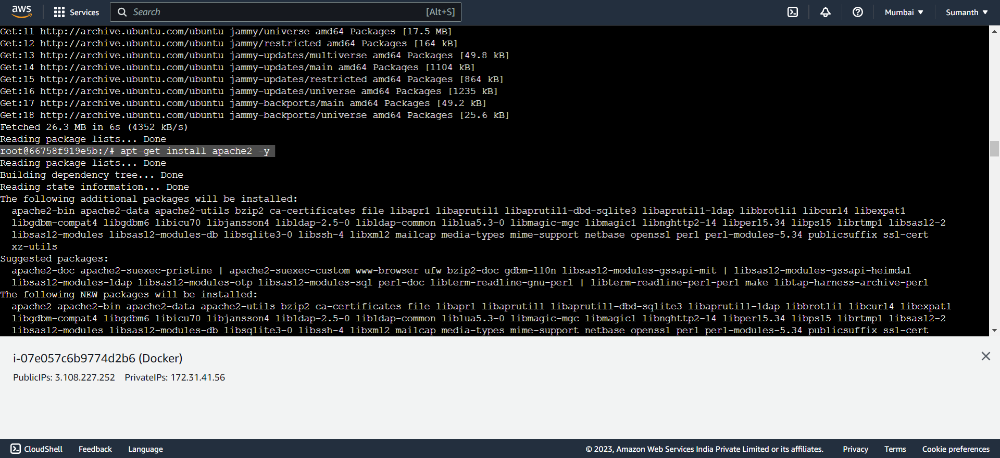 aws Services Search [Alt+S] Mumbai Sumanth
Get:11 http://archive.ubuntu.com/ubuntu jammy/universe amd64 Packages [17.5 MB]
Get:12 http://archive.ubuntu.com/ubuntu jammy/restricted amd64 Packages [164 kB]
Get:13 http://archive.ubuntu.com/ubuntu jammy-updates/multiverse amd64 Packages [49.8 kB]
Get:14 http://archive.ubuntu.com/ubuntu jammy-updates/main amd64 Packages [1104 kB]
Get:15 http://archive.ubuntu.com/ubuntu jammy-updates/restricted amd64 Packages [864 kB]
Get:16 http://archive.ubuntu.com/ubuntu jammy-updates/universe amd64 Packages [1235 kB]
Get:17 http://archive.ubuntu.com/ubuntu jammy-backports/main amd64 Packages [49.2 kB]
Get:18 http://archive.ubuntu.com/ubuntu jammy-backports/universe amd64 Packages [25.6 kB]
Fetched 26.3 MB in 6s (4352 kB/s)
Reading package lists... Done
root@66758f919e5b:/# apt-get install apache2 -y
Reading package lists... Done
Building dependency tree... Done
Reading state information... Done
The following additional packages will be installed:
apache2-bin apache2-data apache2-utils bzip2 ca-certificates file libapr1 libaprutil1 libaprutil1-dbd-sqlite3 libaprutil1-ldap libbrotli1 libcurl4 libexpat1
libgdbm-compat4 libgdbm6 libicu70 libjansson4 libldap-2.5-0 libldap-common liblua5.3-0 libmagic-mgc libmagic1 libnghttp2-14 libperl5.34 libpsl5 librtmp1 libsasl2-2
libsasl2-modules libsasl2-modules-db libsqlite3-0 libssh-4 libxml2 mailcap media-types mime-support netbase openssl perl perl-modules-5.34 publicsuffix ssl-cert
xz-utils
Suggested packages:
apache2-doc apache2-suexec-pristine | apache2-suexec-custom www-browser ufw bzip2-doc gdbm-l10n libsasl2-modules-gssapi-mit | libsasl2-modules-gssapi-heimdal
libsasl2-modules-ldap libsasl2-modules-otp libsasl2-modules-sql perl-doc libterm-readline-gnu-perl | libterm-readline-perl-perl make libtap-harness-archive-perl
The following NEW packages will be installed:
apache2 apache2-bin apache2-data apache2-utils bzip2 ca-certificates file libapr1 libaprutil1 libaprutil1-dbd-sqlite3 libaprutil1-ldap libbrotli1 libcurl4 libexpat1
libgdbm-compat4 libgdbm6 libicu70 libjansson4 libldap-2.5-0 libldap-common liblua5.3-0 libmagic-mgc libmagic1 libnghttp2-14 libperl5.34 libpsl5 librtmp1 libsasl2-2
libsasl2-modules libsasl2-modules-db libsqlite3-0 libssh-4 libxml2 mailcap media-types mime-support netbase openssl perl perl-modules-5.34 publicsuffix ssl-cert
i-07e057c6b9774d2b6 (Docker)
PublicIPs: 3.108.227.252 PrivateIPs: 172.31.41.56
CloudShell Feedback Language © 2023, Amazon Web Services India Private Limited or its affiliates. Privacy Terms Cookie preferences